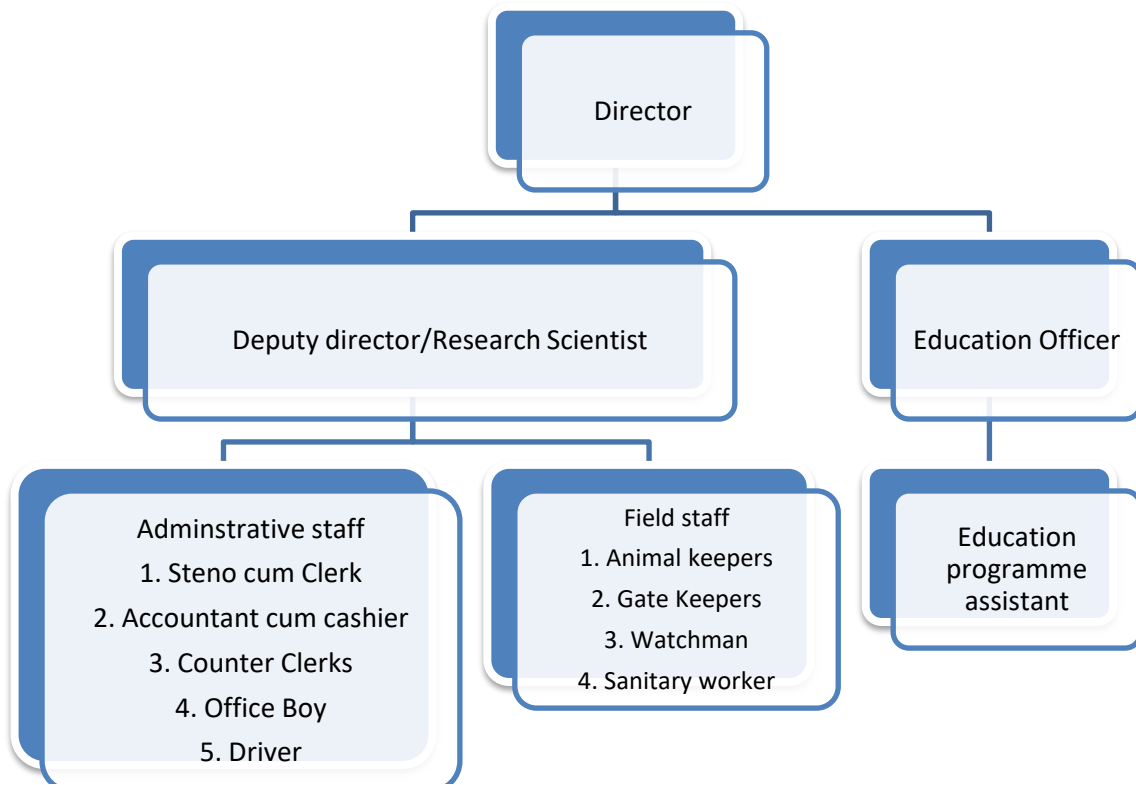 Director
Deputy director/Research Scientist
Education Officer
Adminstrative staff
1. Steno cum Clerk
2. Accountant cum cashier
3. Counter Clerks
4. Office Boy
5. Driver
Field staff
1. Animal keepers
2. Gate Keepers
3. Watchman
4. Sanitary worker
Education
programme
assistant